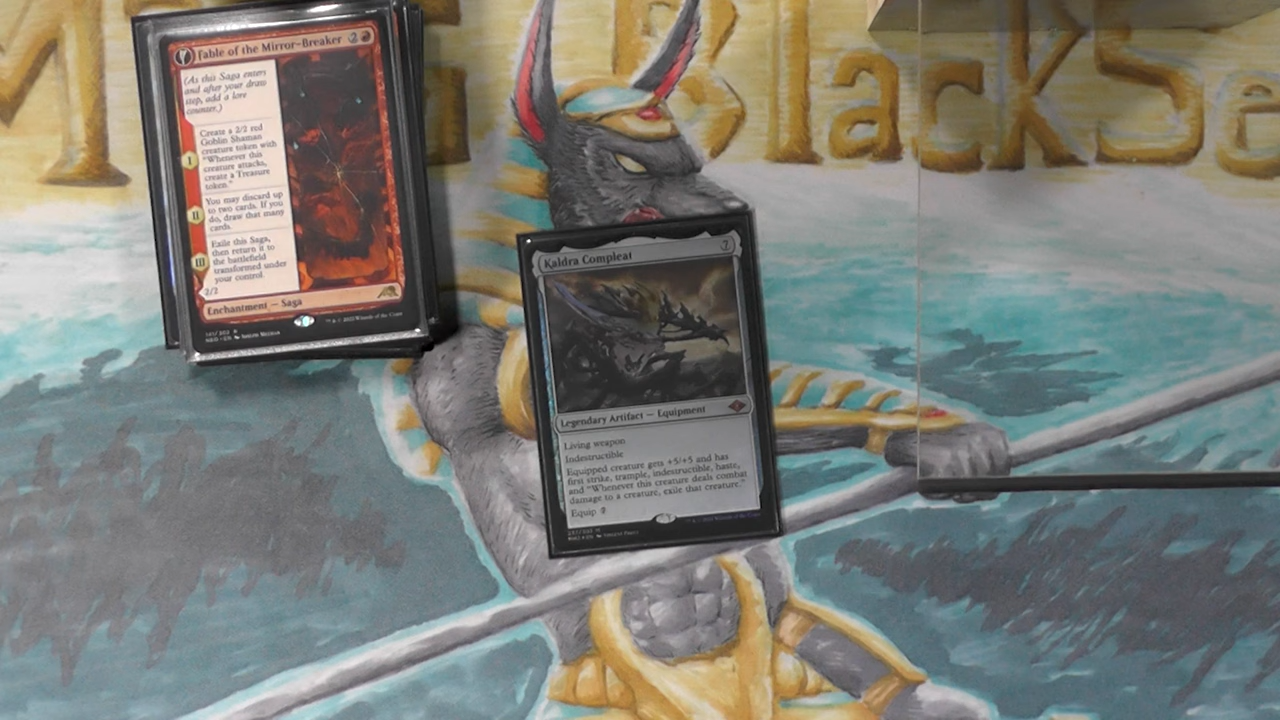 BlackSe
Fable of the Mirror-Breaker 2
(As this Saga enters
and after your draw
step, add a lore
counter.)
I
Create a 2/2 red
Goblin Shaman
creature token with
"Whenever this
creature attacks,
create a Treasure
token."
II
You may discard up
to two cards. If you
do, draw that many
cards.
III
Exile this Saga,
then return it to
the battlefield
transformed under
your control.
2/2
Enchantment — Saga
Kaldra Compleat 7
Legendary Artifact — Equipment
Living weapon
Indestructible
Equipped creature gets +5/+5 and has
first strike, trample, indestructible, haste,
and "Whenever this creature deals combat
damage to a creature, exile that creature."
Equip